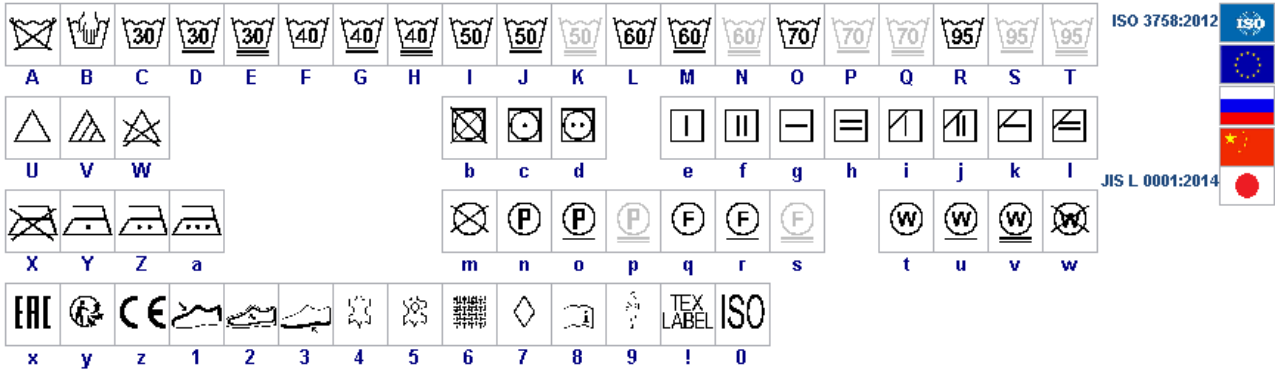 30 30 30 40 40 40 50 50 50 60 60 60 70 70 70 95 95 95 ISO 3758:2012 ISO
A B C D E F G H I J K L M N O P Q R S T
U V W b c d e f g h i j k l
JIS L 0001:2014
P P P F F F W W W W
X Y Z a m n o p q r s t u v w
EAC CE TEX LABEL ISO
x y z 1 2 3 4 5 6 7 8 9 ! 0